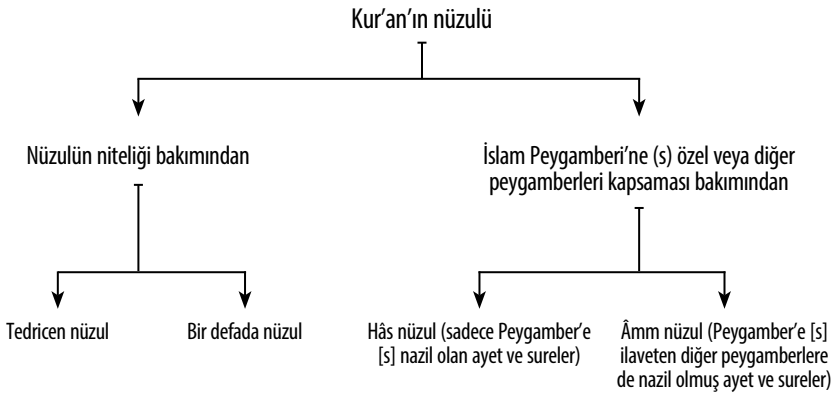 Kur’an’ın nüzulü
Nüzulün niteliği bakımından
İslam Peygamberi’ne (s) özel veya diğer
peygamberleri kapsaması bakımından
Tedricen nüzul
Bir defada nüzul
Hâs nüzul (sadece Peygamber’e
[s] nazil olan ayet ve sureler)
Âmm nüzul (Peygamber’e [s]
ilaveten diğer peygamberlere
de nazil olmuş ayet ve sureler)